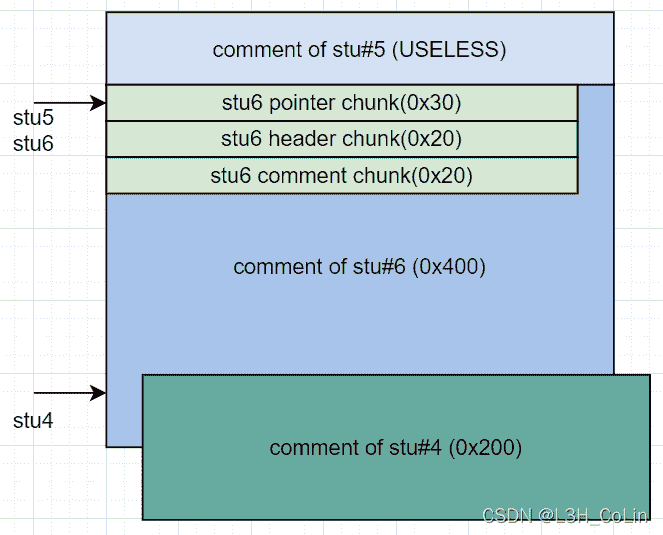 comment of stu#5 (USELESS)
stu6 pointer chunk(0x30)
stu5
stu6 header chunk(0x20)
stu6
stu6 comment chunk(0x20)
comment of stu#6 (0x400)
stu4
comment of stu#4 (0x200)
CSDN @L3H_CoLin